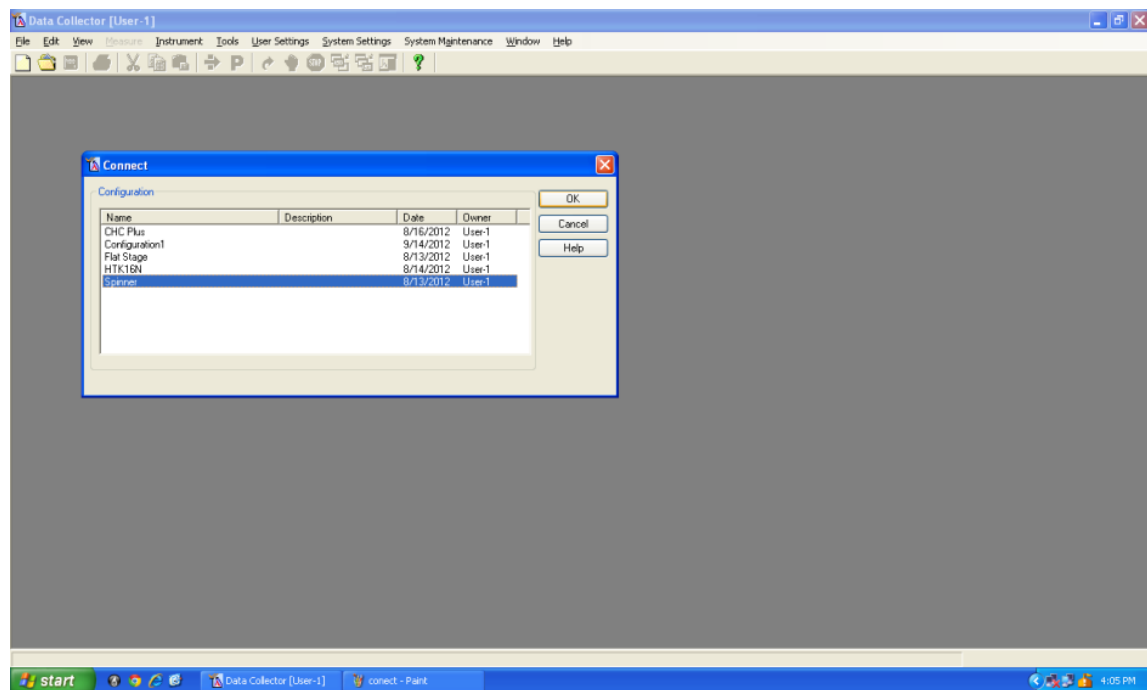 Data Collector [User-1]
File Edit View Measure Instrument Tools User Settings System Settings System Maintenance Window Help
P STOP ?
Connect
Configuration
Name Description Date Owner
CHC Plus 8/16/2012 User-1
Configuration1 9/14/2012 User-1
Flat Stage 8/13/2012 User-1
HTK16N 8/14/2012 User-1
Spinner 8/13/2012 User-1
OK
Cancel
Help
start Data Collector [User-1] conect - Paint 4:05 PM